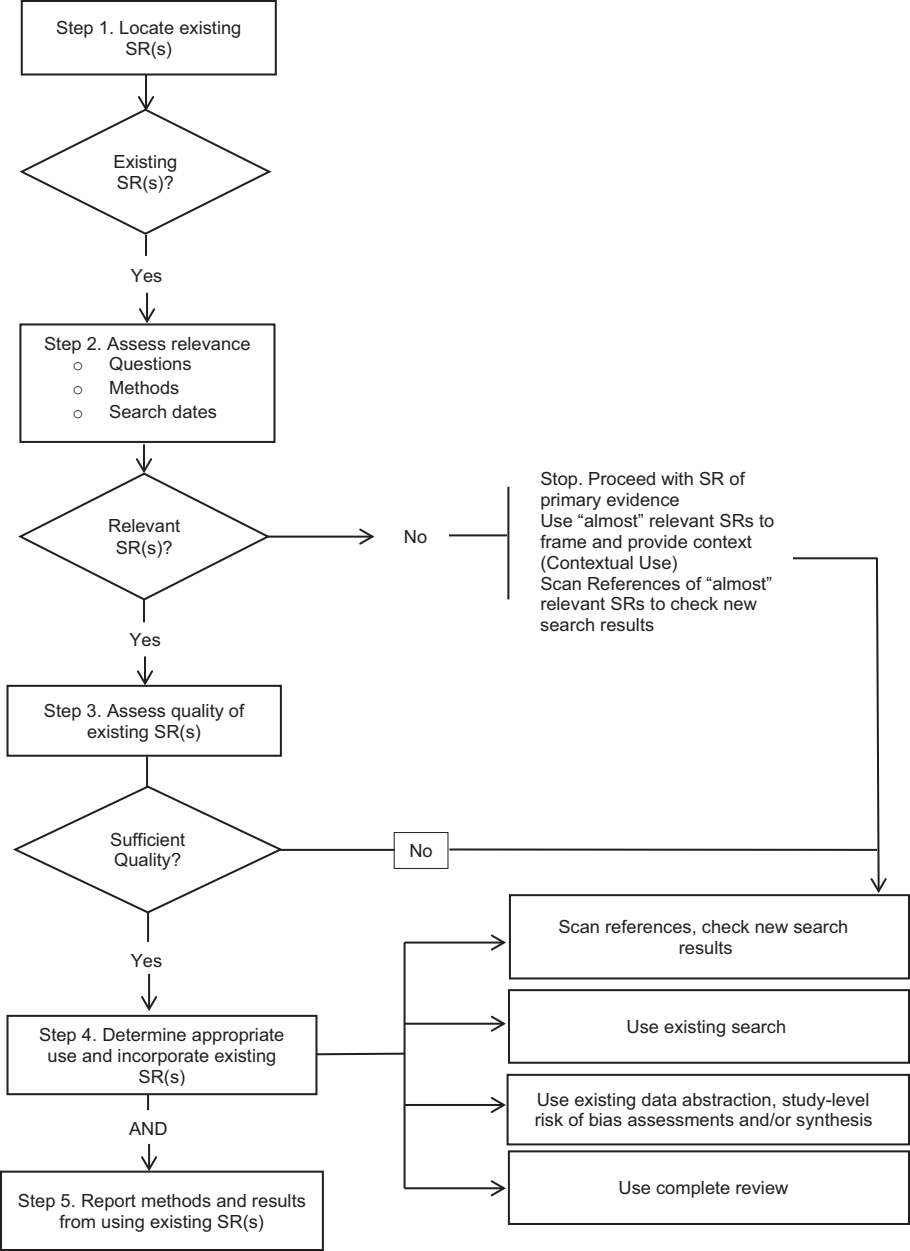 Step 1. Locate existing
SR(s)
Existing
SR(s)?
Yes
Step 2. Assess relevance
o Questions
o Methods
o Search dates
Relevant
SR(s)?
No
Stop. Proceed with SR of
primary evidence
Use “almost” relevant SRs to
frame and provide context
(Contextual Use)
Scan References of “almost”
relevant SRs to check new
search results
Yes
Step 3. Assess quality of
existing SR(s)
Sufficient
Quality?
No
Yes
Step 4. Determine appropriate
use and incorporate existing
SR(s)
Scan references, check new search
results
Use existing search
Use existing data abstraction, study-level
risk of bias assessments and/or synthesis
Use complete review
AND
Step 5. Report methods and results
from using existing SR(s)